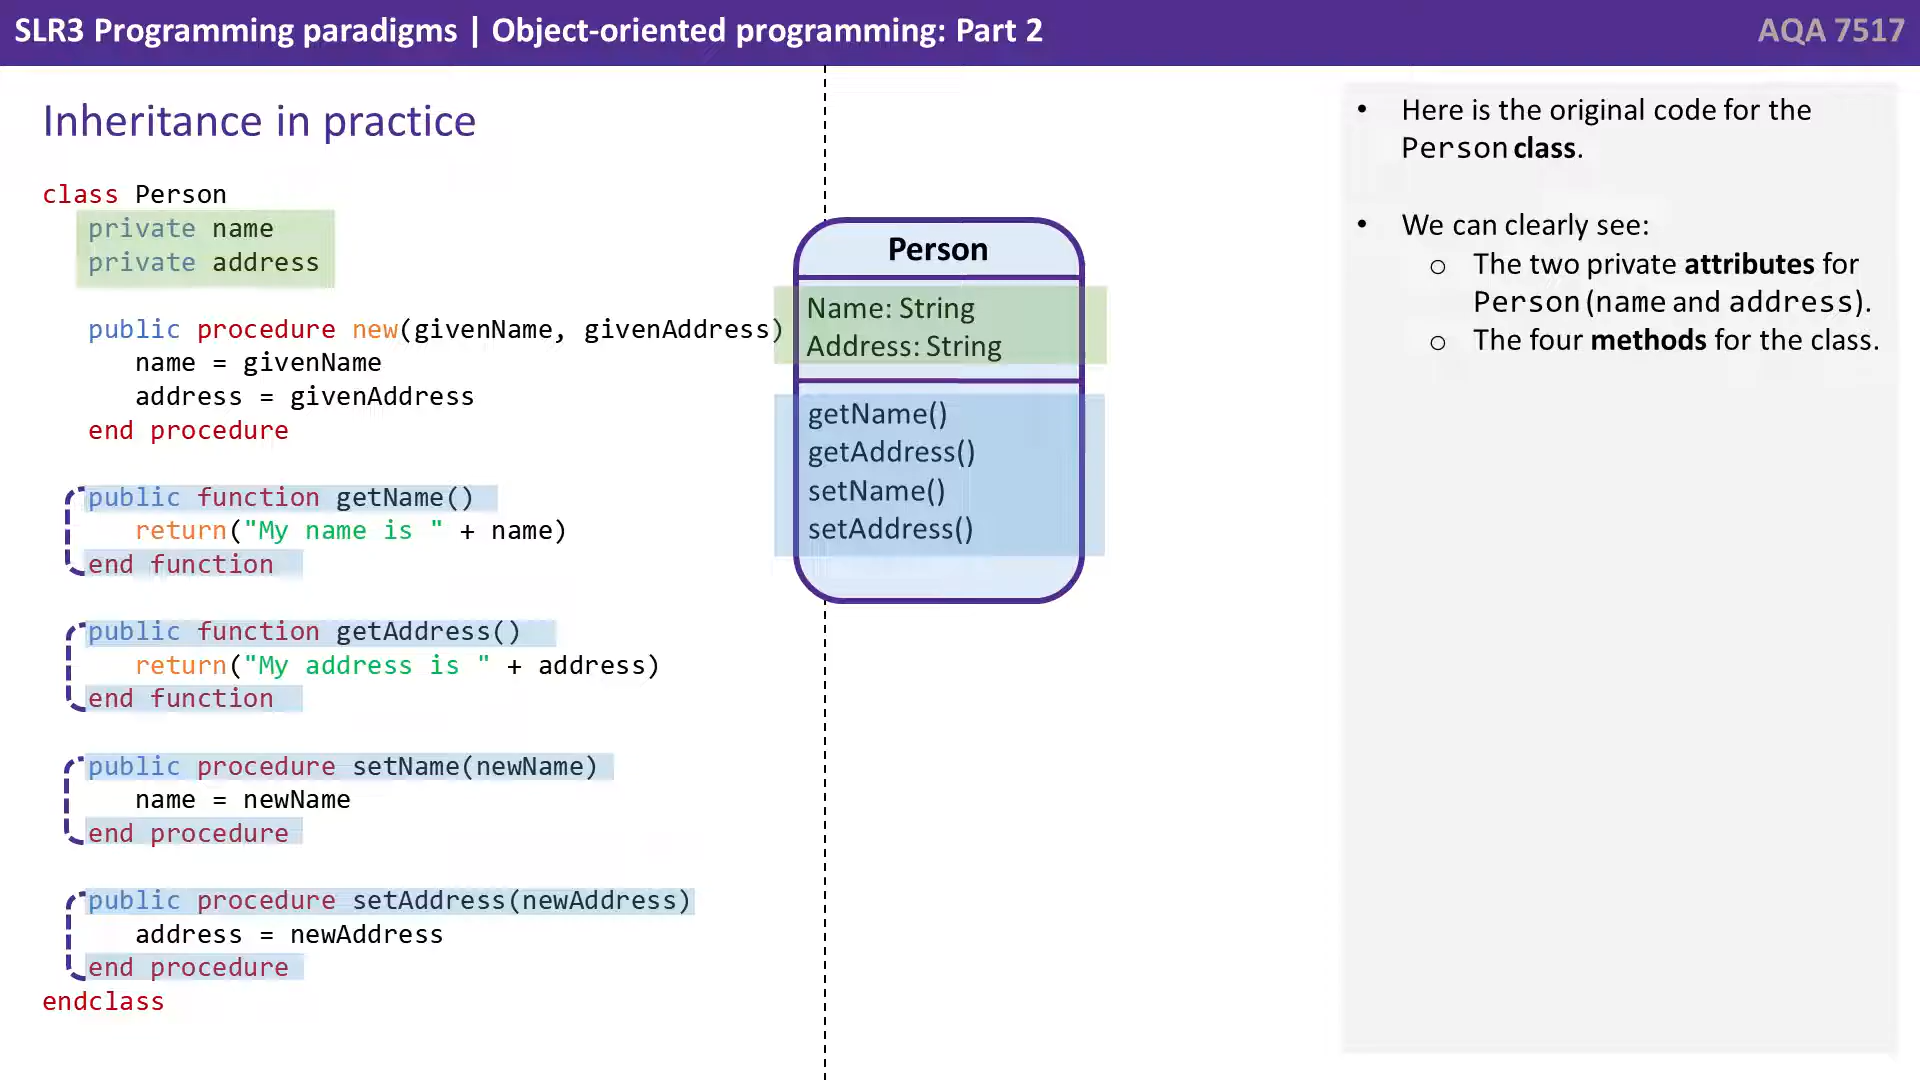 SLR3 Programming paradigms | Object-oriented programming: Part 2
AQA 7517
Inheritance in practice
class Person
private name
private address
public procedure new(givenName, givenAddress)
name = givenName
address = givenAddress
end procedure
public function getName()
return("My name is " + name)
end function
public function getAddress()
return("My address is " + address)
end function
public procedure setName(newName)
name = newName
end procedure
public procedure setAddress(newAddress)
address = newAddress
end procedure
endclass
Person
Name: String
Address: String
getName()
getAddress()
setName()
setAddress()
• Here is the original code for the
Person class.
• We can clearly see:
o The two private attributes for
Person (name and address).
o The four methods for the class.